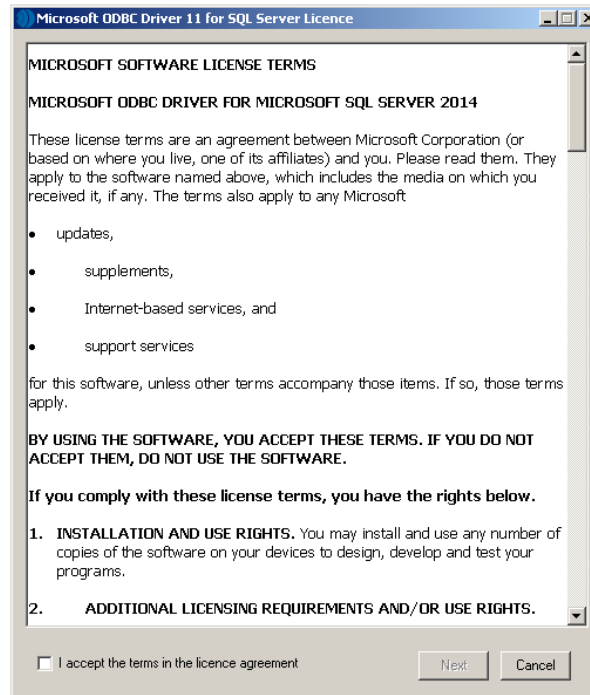 Microsoft ODBC Driver 11 for SQL Server Licence
MICROSOFT SOFTWARE LICENSE TERMS
MICROSOFT ODBC DRIVER FOR MICROSOFT SQL SERVER 2014
These license terms are an agreement between Microsoft Corporation (or
based on where you live, one of its affiliates) and you. Please read them. They
apply to the software named above, which includes the media on which you
received it, if any. The terms also apply to any Microsoft
• updates,
• supplements,
• Internet-based services, and
• support services
for this software, unless other terms accompany those items. If so, those terms
apply.
BY USING THE SOFTWARE, YOU ACCEPT THESE TERMS. IF YOU DO NOT
ACCEPT THEM, DO NOT USE THE SOFTWARE.
If you comply with these license terms, you have the rights below.
1. INSTALLATION AND USE RIGHTS. You may install and use any number of
copies of the software on your devices to design, develop and test your
programs.
2. ADDITIONAL LICENSING REQUIREMENTS AND/OR USE RIGHTS.
I accept the terms in the licence agreement
Next
Cancel